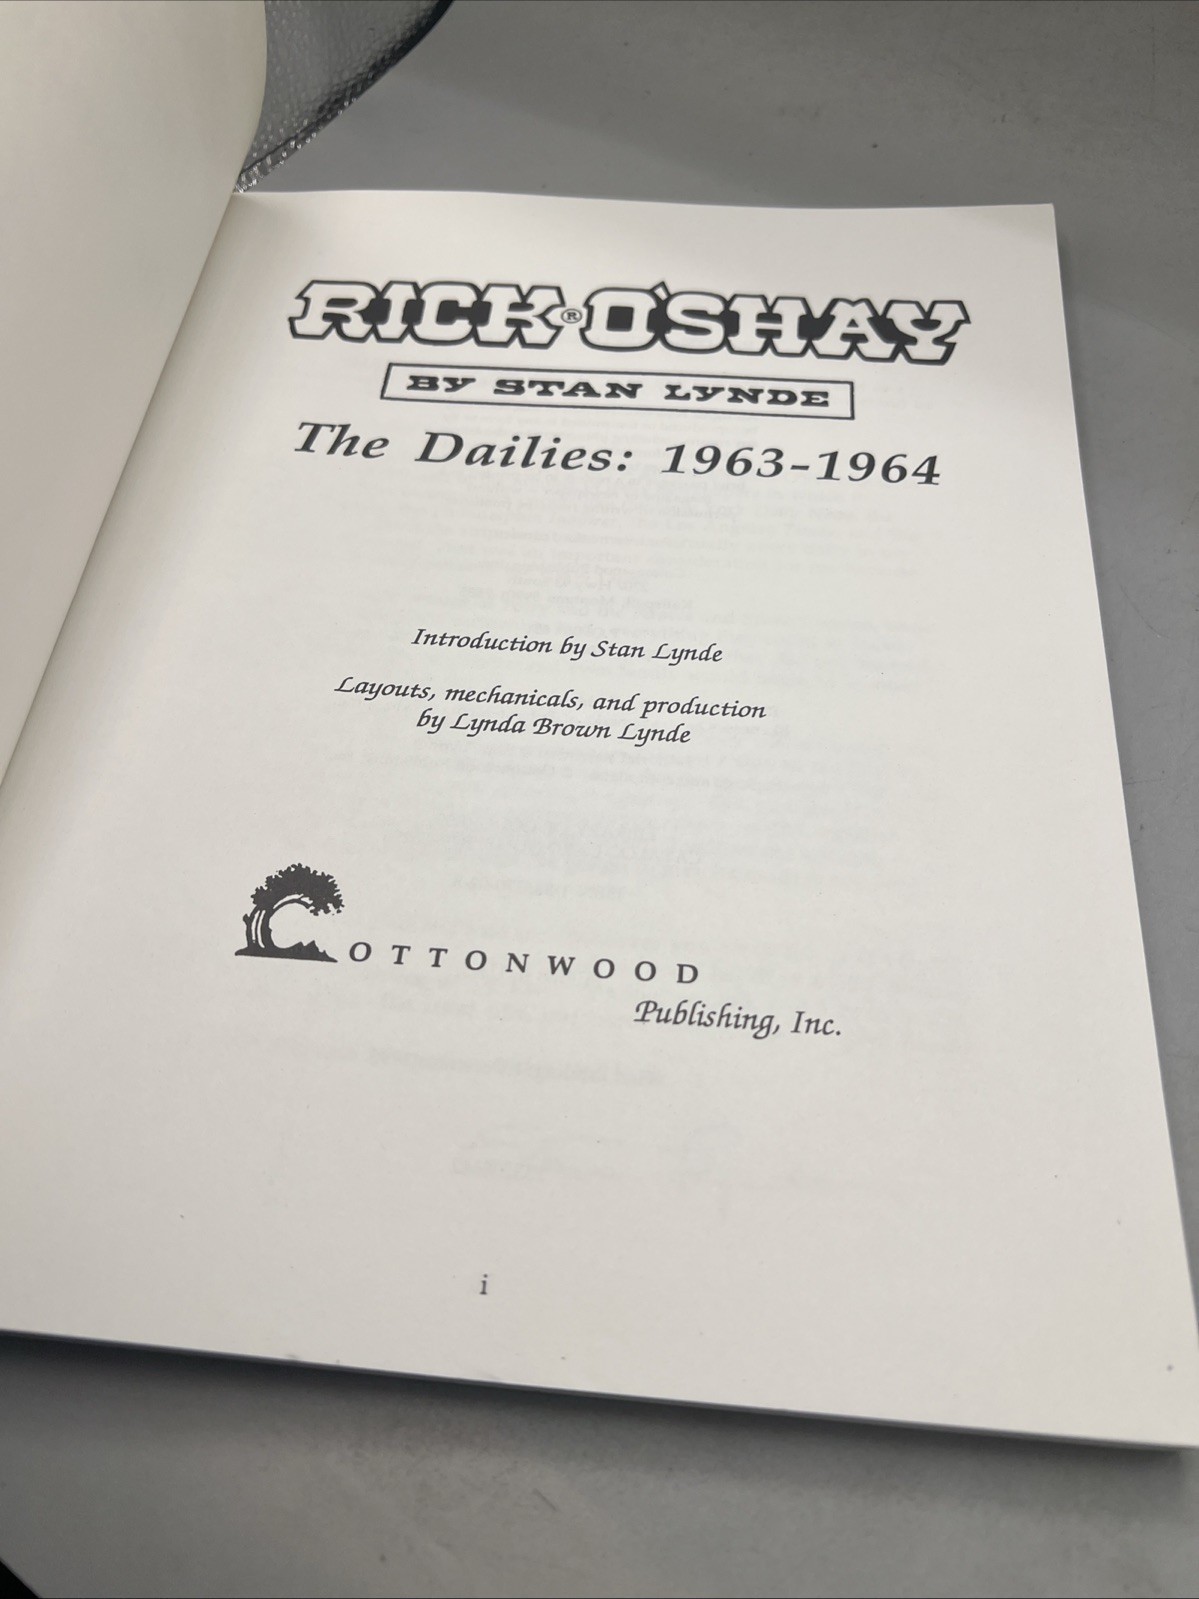 RICK® O'SHAY
BY STAN LYNDE
The Dailies: 1963-1964
Introduction by Stan Lynde
Layouts, mechanicals, and production
by Lynda Brown Lynde
COTTONWOOD
Publishing, Inc.
i